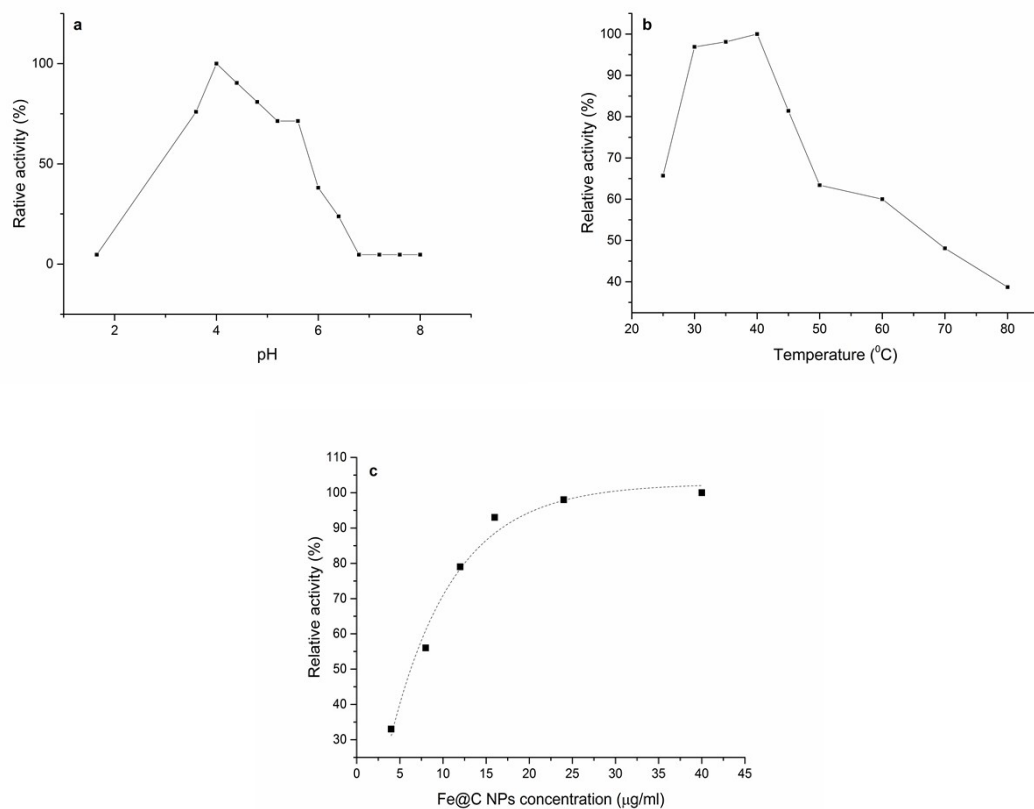 a
100
50
0
Rative activity (%)
2 4 6 8
pH
b
100
90
80
70
60
50
40
Relative activity (%)
20 30 40 50 60 70 80
Temperature (⁰C)
c
110
100
90
80
70
60
50
40
30
Relative activity (%)
0 5 10 15 20 25 30 35 40 45
Fe@C NPs concentration (μg/ml)